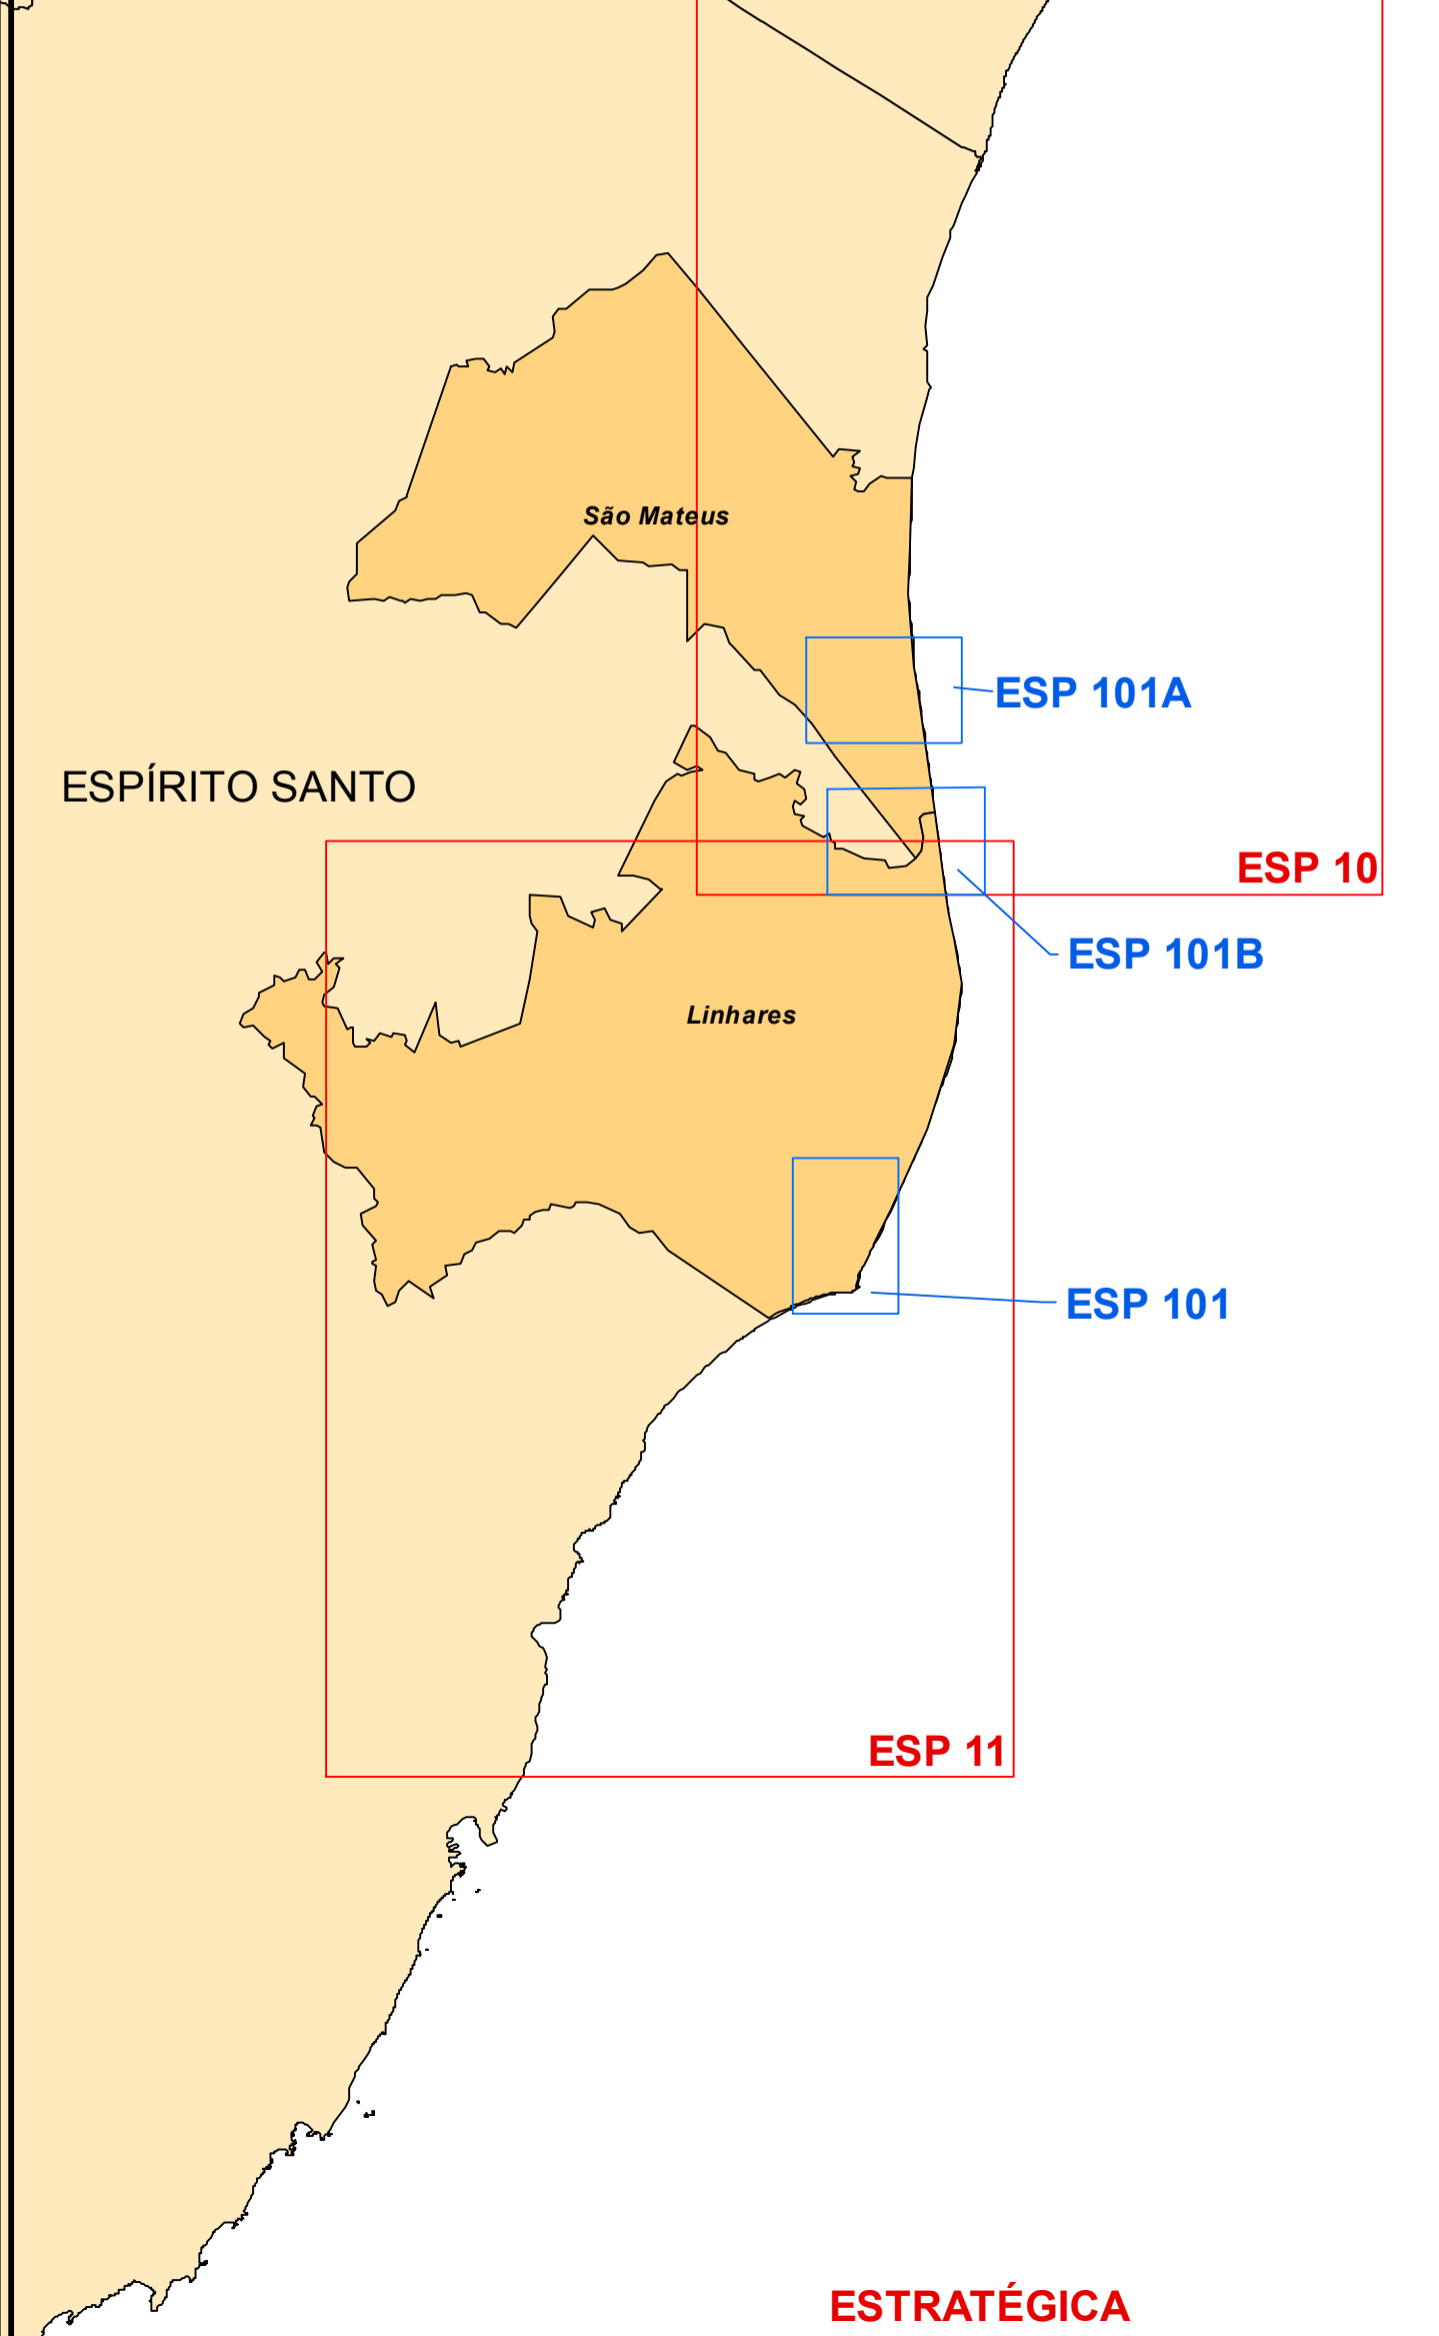 São Mateus
ESP 101A
ESPÍRITO SANTO
ESP 10
ESP 101B
Linhares
ESP 101
ESP 11
ESTRATÉGICA